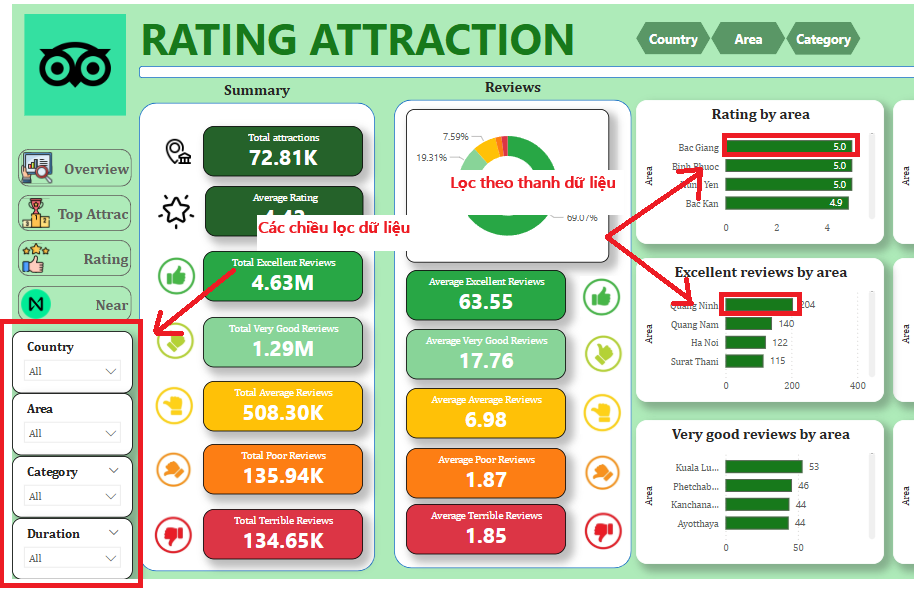 RATING ATTRACTION
Country
Area
Category
Summary
Reviews
Overview
Top Attrac
Rating
Near
Country
All
Area
All
Category
All
Duration
All
Total attractions
72.81K
Average Rating
Các chiều lọc dữ liệu
Total Excellent Reviews
4.63M
Total Very Good Reviews
1.29M
Total Average Reviews
508.30K
Total Poor Reviews
135.94K
Total Terrible Reviews
134.65K
7.59%
19.31%
Lọc theo thanh dữ liệu
69.07%
Average Excellent Reviews
63.55
Average Very Good Reviews
17.76
Average Average Reviews
6.98
Average Poor Reviews
1.87
Average Terrible Reviews
1.85
Rating by area
Area
Bac Giang 5.0
Binh Phuoc 5.0
Yen 5.0
Bac Kan 4.9
0 2 4
Excellent reviews by area
Area
Quang Ninh 204
Quang Nam 140
Ha Noi 122
Surat Thani 115
0 200 400
Very good reviews by area
Area
Kuala Lu... 53
Phetchab... 46
Kanchana... 44
Ayotthaya 44
0 50
Area
Area
Area